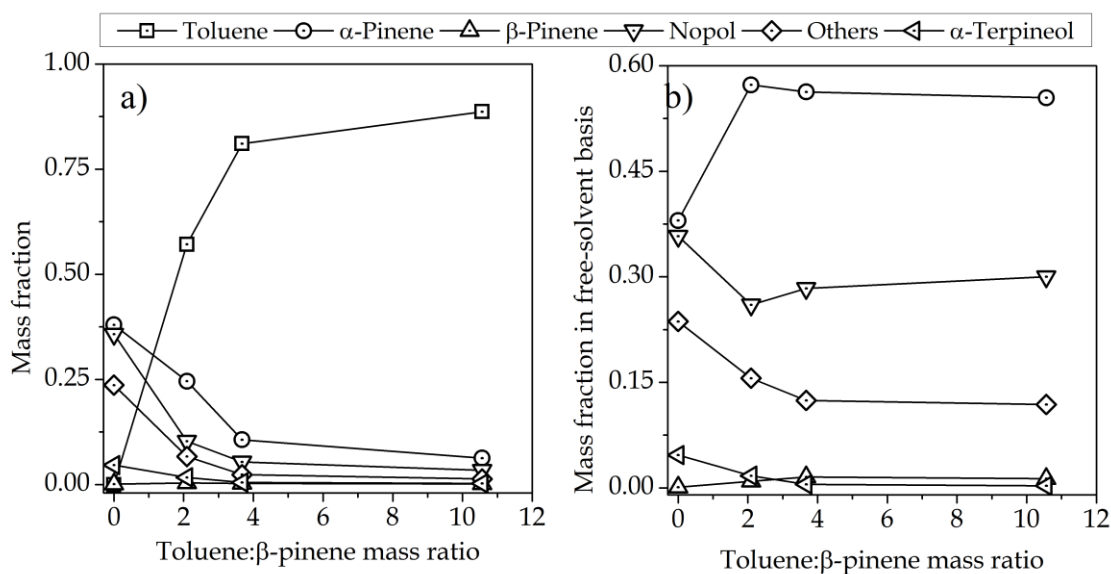 Toluene α-Pinene β-Pinene Nopol Others α-Terpineol
a)
1.00
0.75
0.50
0.25
0.00
Mass fraction
0 2 4 6 8 10 12
Toluene:β-pinene mass ratio
b)
0.60
0.45
0.30
0.15
0.00
Mass fraction in free-solvent basis
0 2 4 6 8 10 12
Toluene:β-pinene mass ratio